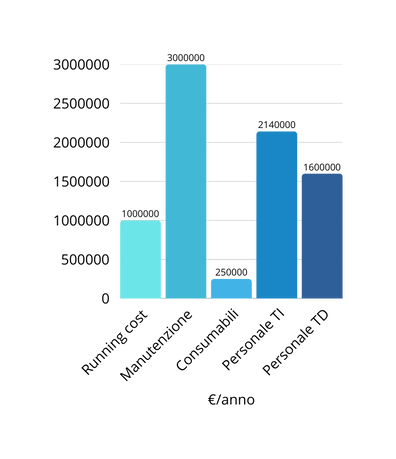 3000000
2500000
2000000
1500000
1000000
500000
0
1000000
3000000
250000
2140000
1600000
Running cost
Manutenzione
Consumabili
Personale TI
Personale TD
€/anno